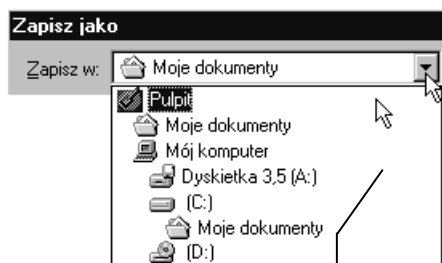 Zapisz jako
Zapisz w: Moje dokumenty
Pulpit
Moje dokumenty
Mój komputer
Dyskietka 3,5 (A:)
(C:)
Moje dokumenty
(D:)